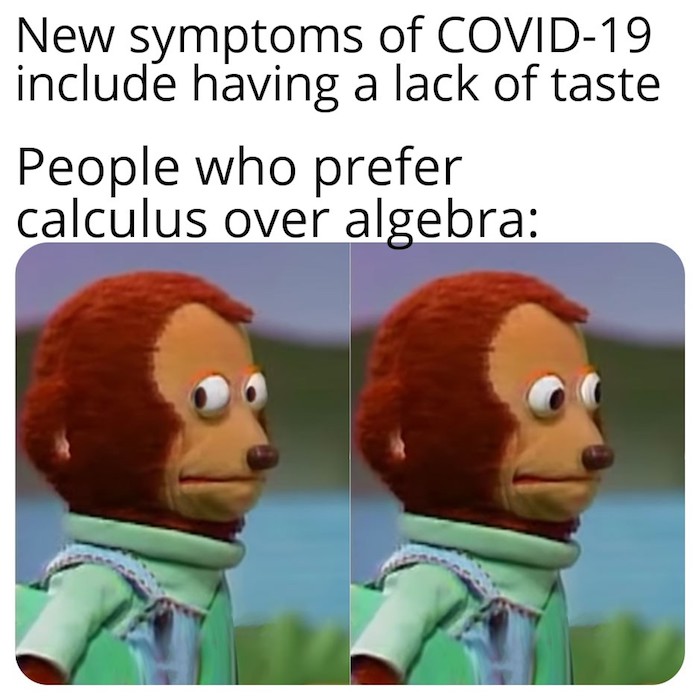 New symptoms of COVID-19
include having a lack of taste
People who prefer
calculus over algebra: